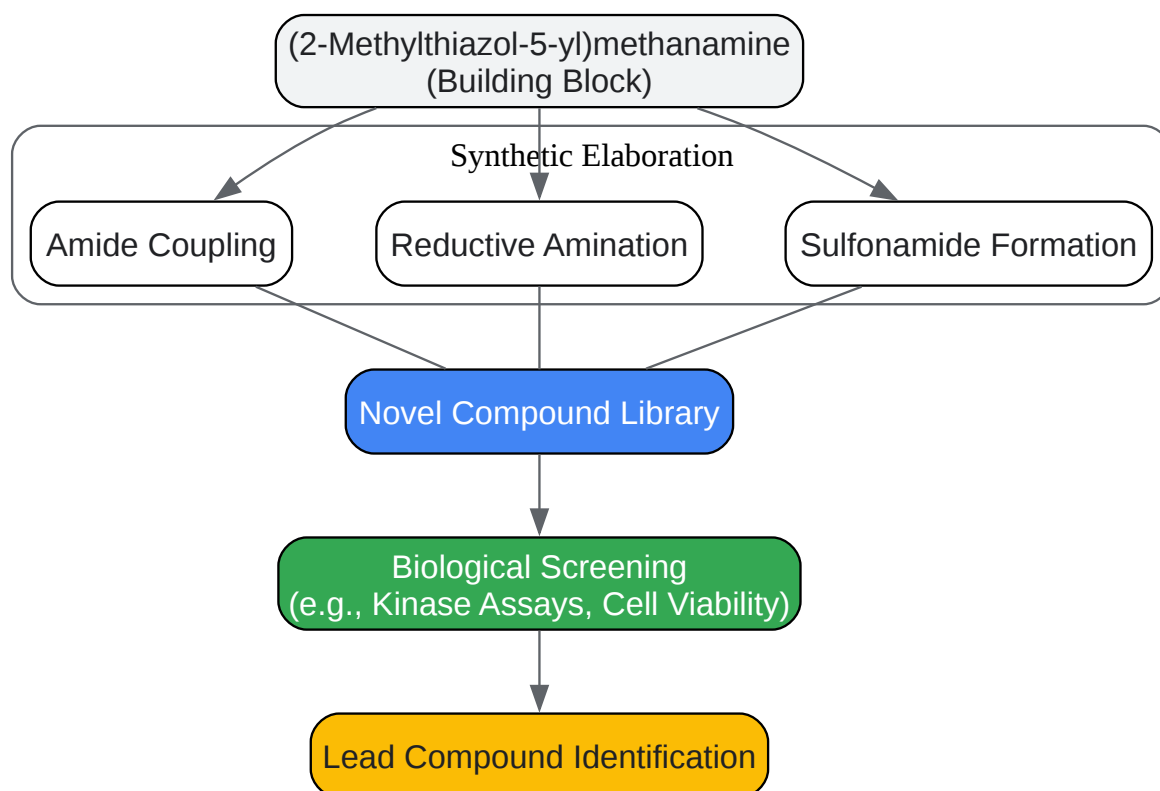 (2-Methylthiazol-5-yl)methanamine
(Building Block)
Synthetic Elaboration
Amide Coupling
Reductive Amination
Sulfonamide Formation
Novel Compound Library
Biological Screening
(e.g., Kinase Assays, Cell Viability)
Lead Compound Identification